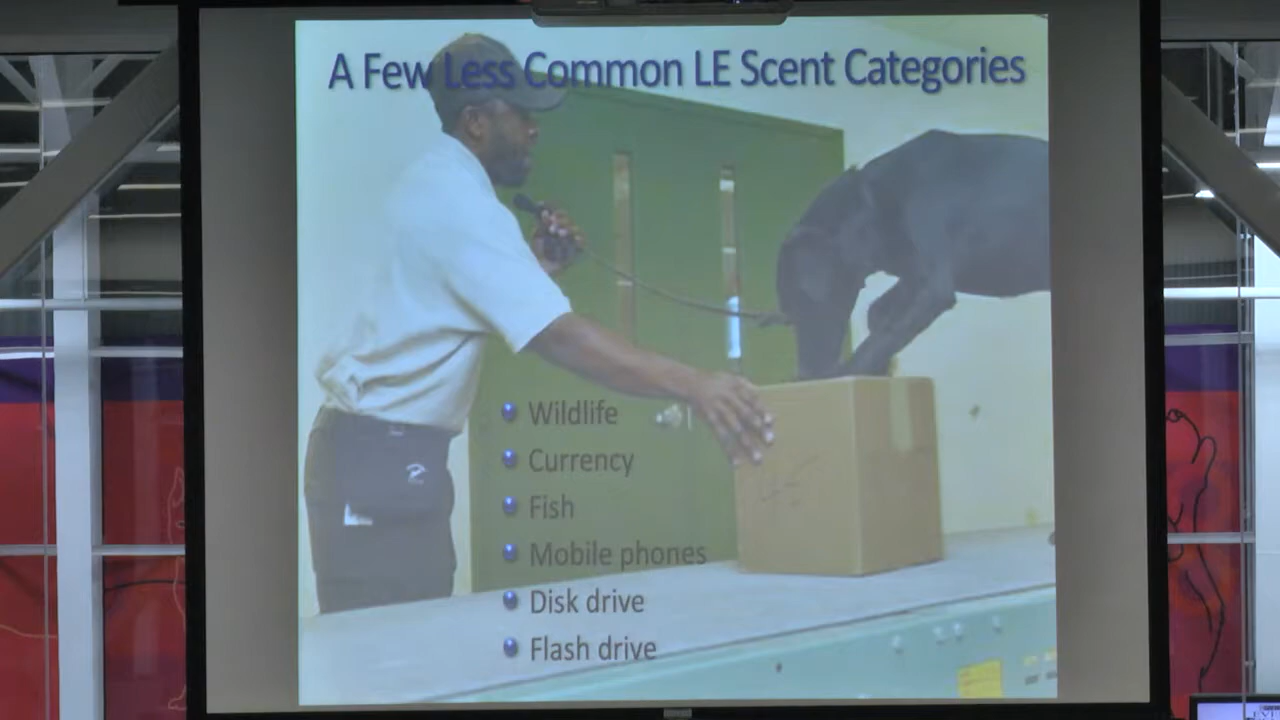 A Few Less Common LE Scent Categories
Wildlife
Currency
Fish
Mobile phones
Disk drive
Flash drive